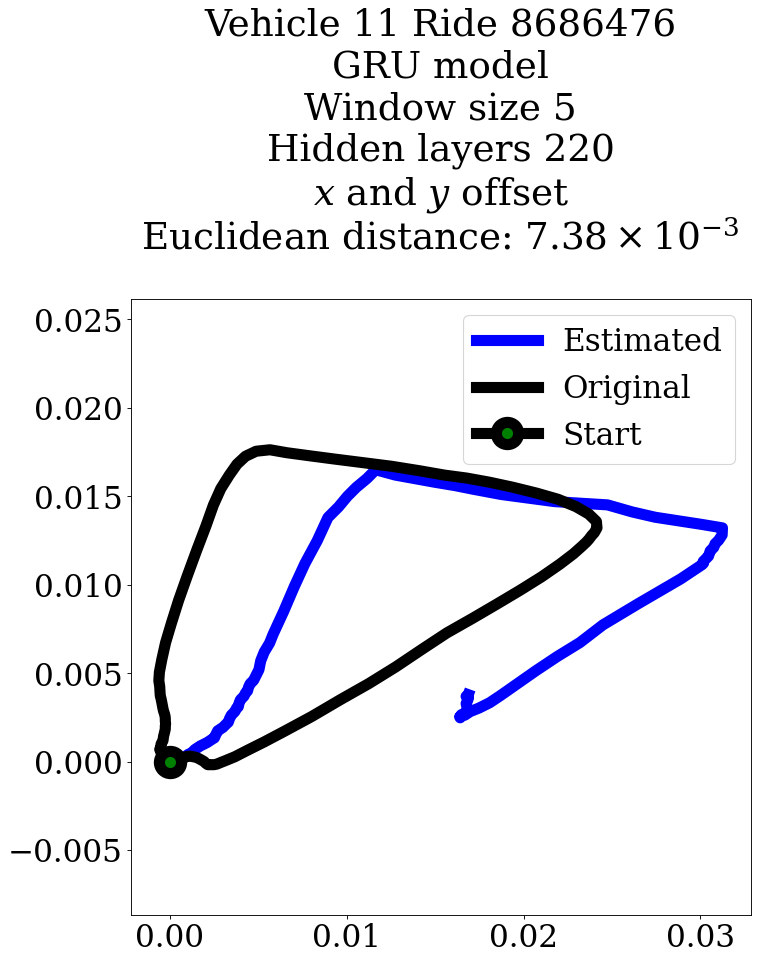 Vehicle 11 Ride 8686476
GRU model
Window size 5
Hidden layers 220
x and y offset
Euclidean distance: 7.38 × 10⁻³
0.025
Estimated
0.020
Original
Start
0.015
0.010
0.005
0.000
−0.005
0.00 0.01 0.02 0.03